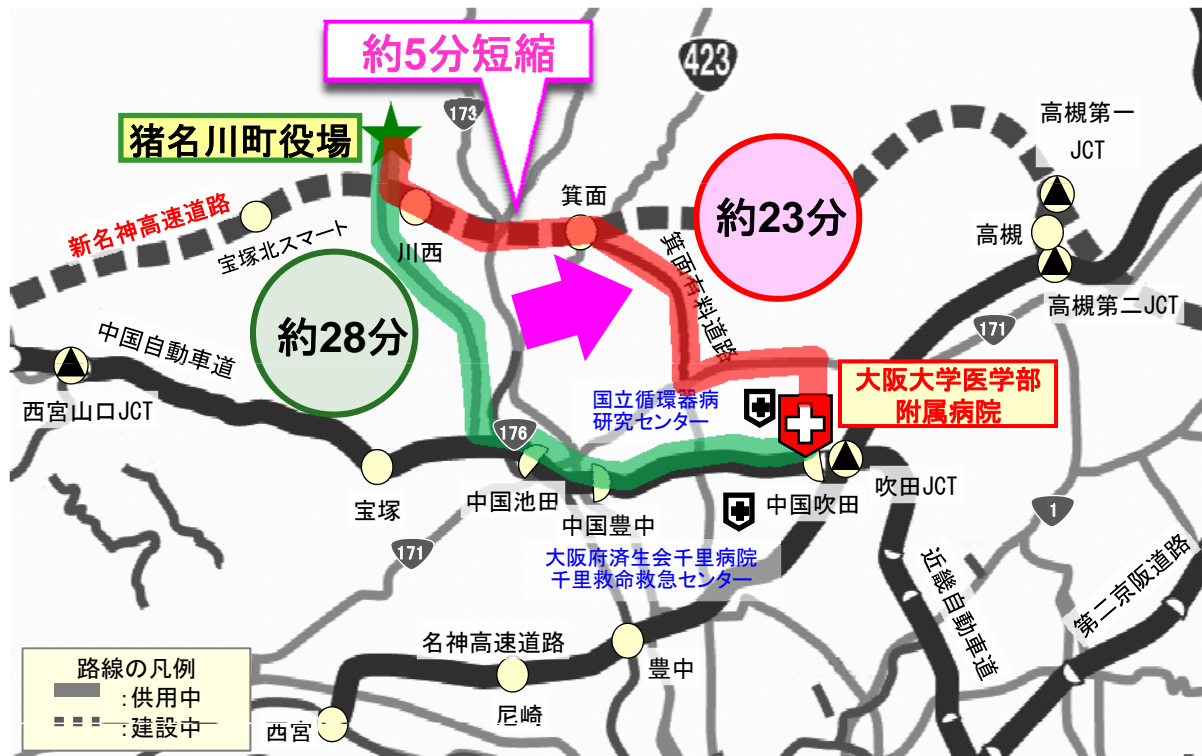 約5分短縮
423
173
猪名川町役場
高槻第一
JCT
新名神高速道路
宝塚北スマート
川西
箕面
約23分
高槻
箕面有料道路
高槻第二JCT
171
約28分
中国自動車道
西宮山口JCT
大阪大学医学部
附属病院
国立循環器病
研究センター
176
宝塚
中国池田
中国豊中
中国吹田
吹田JCT
1
171
大阪府済生会千里病院
千里救命救急センター
近畿自動車道
第二京阪道路
名神高速道路
豊中
尼崎
西宮
路線の凡例
：供用中
：建設中